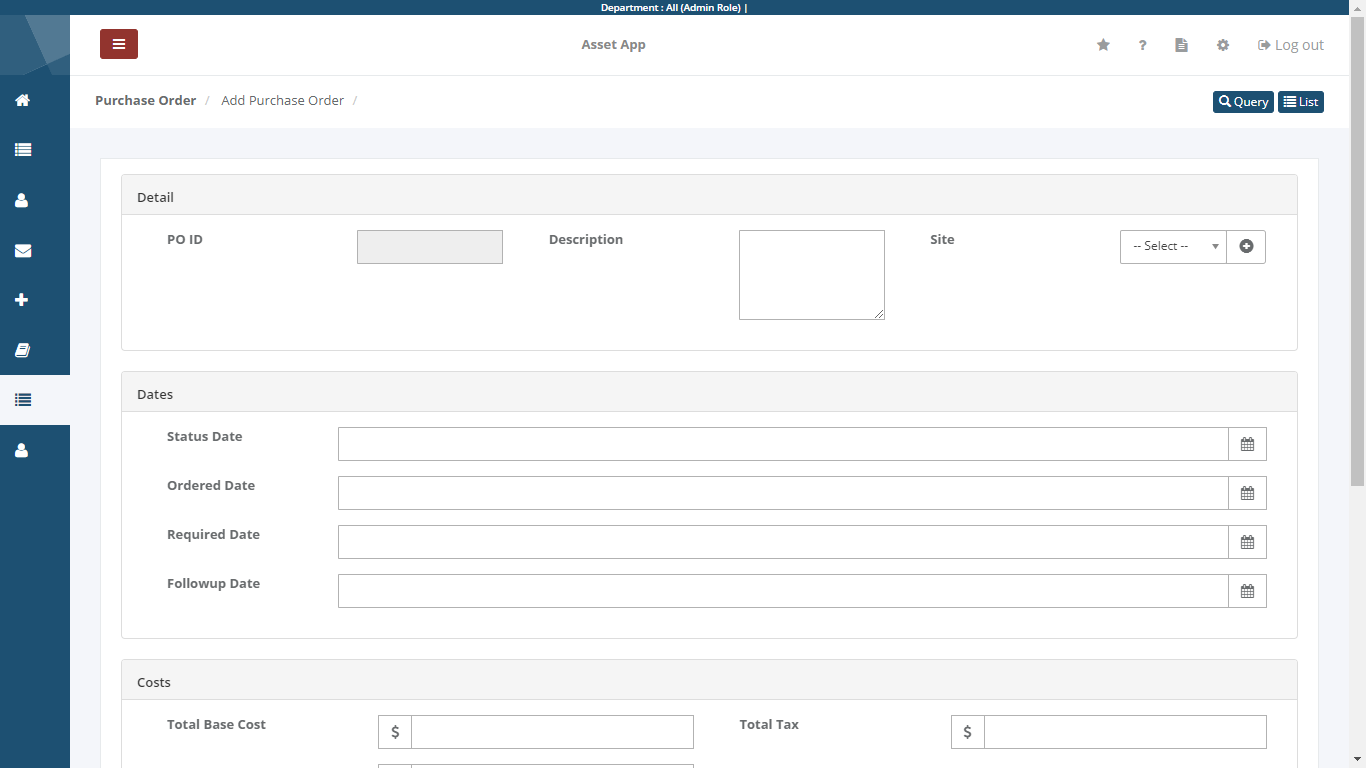 Department : All (Admin Role) |
Asset App
? Log out
Purchase Order / Add Purchase Order /
Query List
Detail
PO ID
Description
Site
-- Select --
Dates
Status Date
Ordered Date
Required Date
Followup Date
Costs
Total Base Cost $
Total Tax $